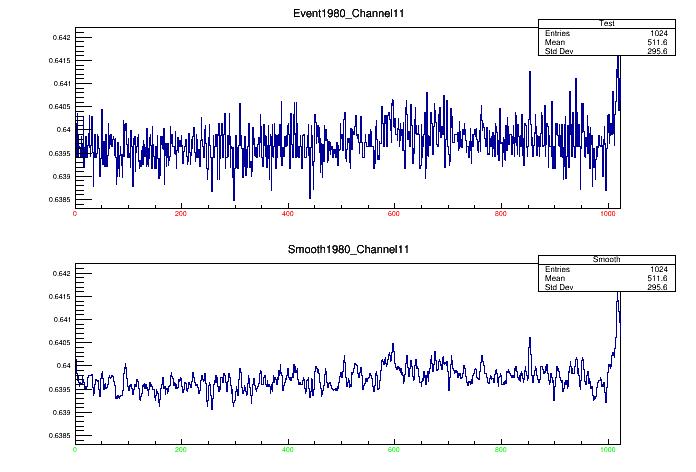 Event1980_Channel11
Test
Entries 1024
Mean 511.6
Std Dev 295.6
0.642
0.6415
0.641
0.6405
0.64
0.6395
0.639
0.6385
0 200 400 600 800 1000
Smooth1980_Channel11
Smooth
Entries 1024
Mean 511.6
Std Dev 295.6
0.642
0.6415
0.641
0.6405
0.64
0.6395
0.639
0.6385
0 200 400 600 800 1000